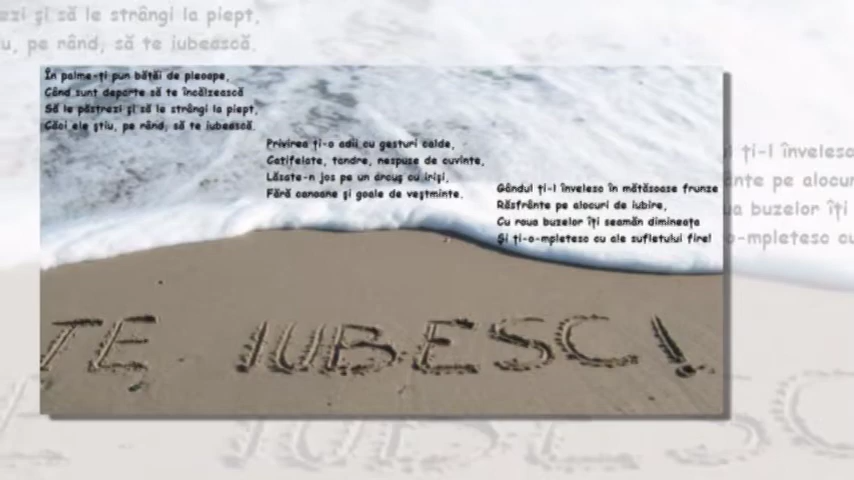 În palme-ți pun bătăi de pleoape,
Când sunt departe să te încălzească
Să le păstrezi și să le strângi la piept,
Căci ele știu, pe rând, să te iubească.
Privirea ți-o adii cu gesturi calde,
Catifelate, tandre, nespuse de cuvinte,
Lăsate-n jos pe un arcuș cu iriși,
Fără canoane și goale de veștminte.
Gândul ți-l învelesc în mătăsoase frunze
Răsfrânte pe alocuri de iubire,
Cu roua buzelor îți seamăn dimineața
Și ți-o-mpletesc cu ale sufletului fire!
TE IUBESC!